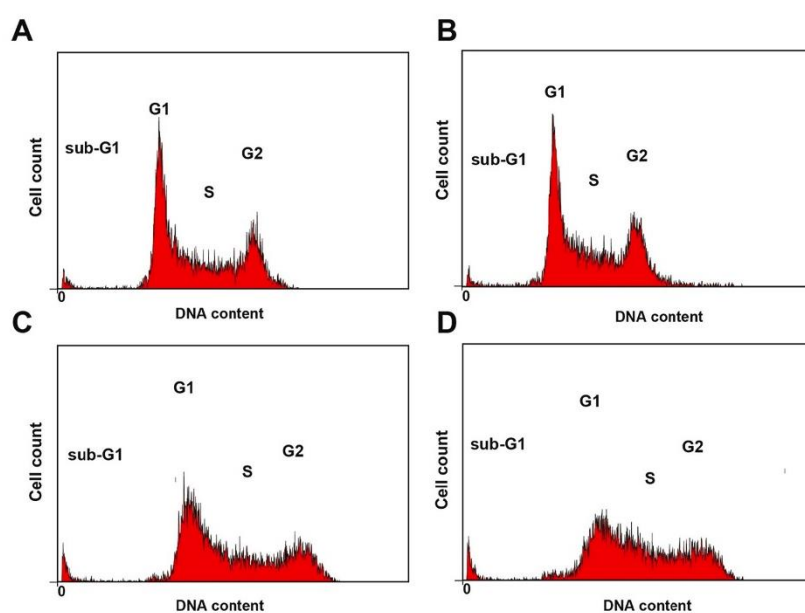 A
G1
sub-G1
G2
S
Cell count
0
DNA content
B
G1
sub-G1
G2
S
Cell count
0
DNA content
C
G1
sub-G1
G2
S
Cell count
0
DNA content
D
G1
sub-G1
G2
S
Cell count
0
DNA content